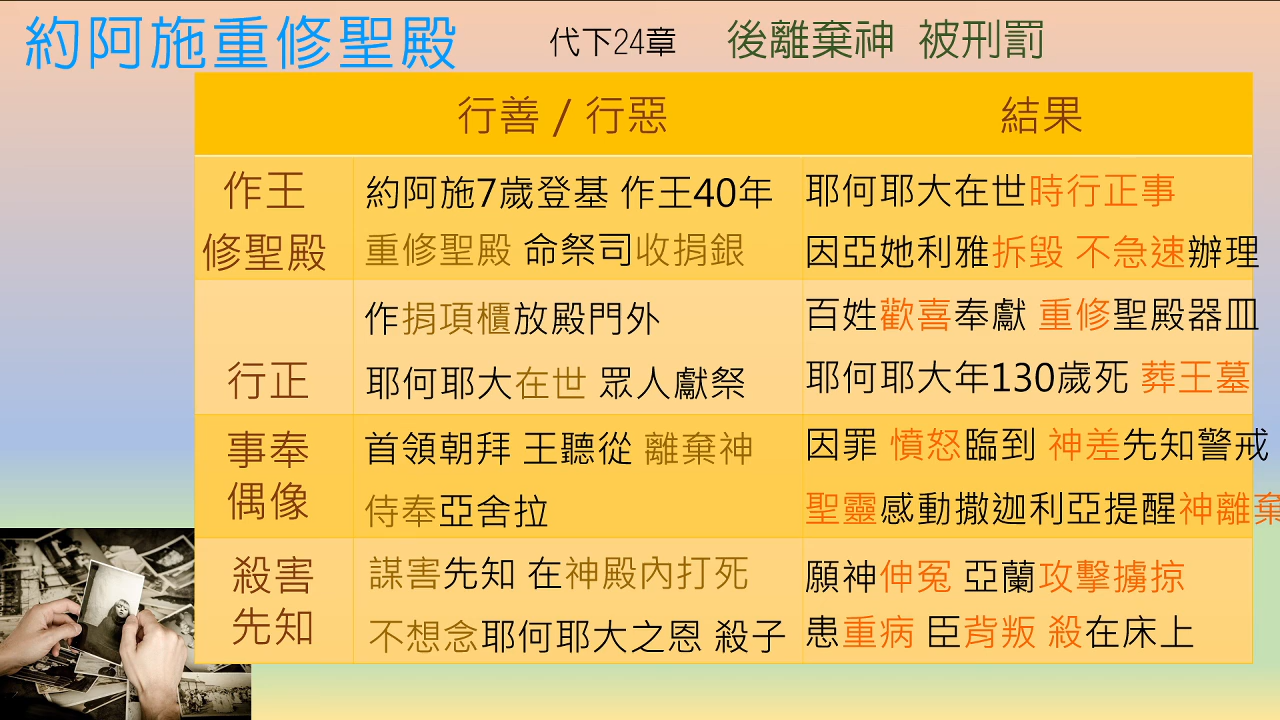 約阿施重修聖殿 代下24章 後離棄神 被刑罰
行善 / 行惡 結果
作王 約阿施7歲登基 作王40年 耶何耶大在世時行正事
修聖殿 重修聖殿 命祭司收捐銀 因亞她利雅拆毀 不急速辦理
作捐項櫃放殿門外 百姓歡喜奉獻 重修聖殿器皿
行正 耶何耶大在世 眾人獻祭 耶何耶大年130歲死 葬王墓
事奉 首領朝拜 王聽從 離棄神 因罪 憤怒臨到 神差先知警戒
偶像 侍奉亞舍拉 聖靈感動撒迦利亞提醒神離棄
殺害 謀害先知 在神殿內打死 願神伸冤 亞蘭攻擊擄掠
先知 不想念耶何耶大之恩 殺子 患重病 臣背叛 殺在床上